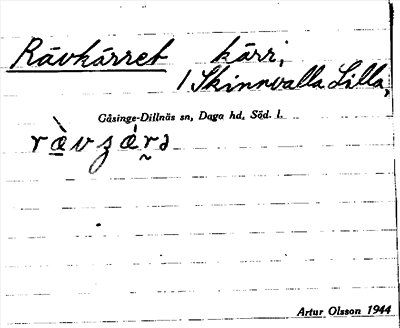 Rävkärret kärr i
/ Skinnvalla Lilla,
Gåsinge-Dillnäs sn, Daga hd, Söd. l.
Artur Olsson 1944